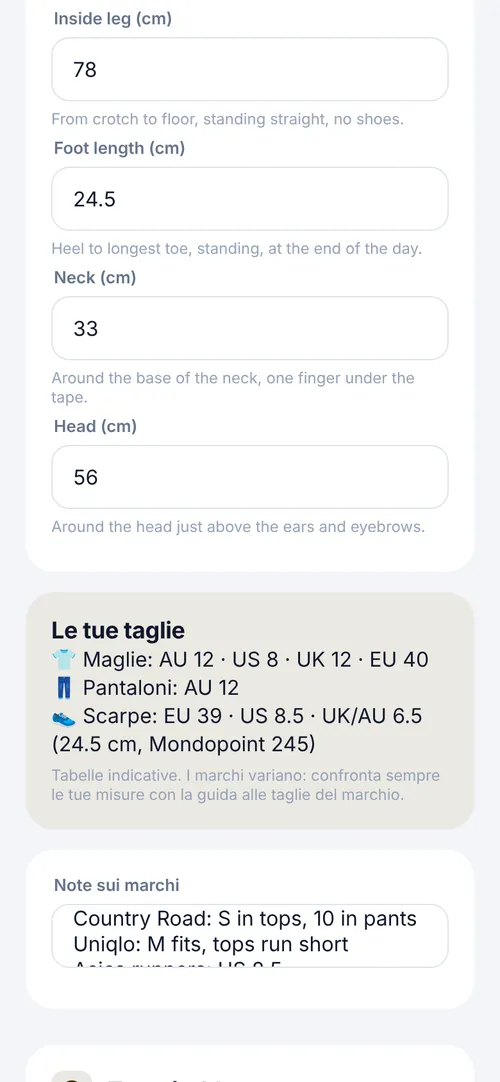 Inside leg (cm)
78
From crotch to floor, standing straight, no shoes.
Foot length (cm)
24.5
Heel to longest toe, standing, at the end of the day.
Neck (cm)
33
Around the base of the neck, one finger under the
tape.
Head (cm)
56
Around the head just above the ears and eyebrows.
Le tue taglie
👕 Maglie: AU 12 · US 8 · UK 12 · EU 40
👖 Pantaloni: AU 12
👟 Scarpe: EU 39 · US 8.5 · UK/AU 6.5
(24.5 cm, Mondopoint 245)
Tabelle indicative. I marchi variano: confronta sempre
le tue misure con la guida alle taglie del marchio.
Note sui marchi
Country Road: S in tops, 10 in pants
Uniqlo: M fits, tops run short
Asics runners: US 8.5